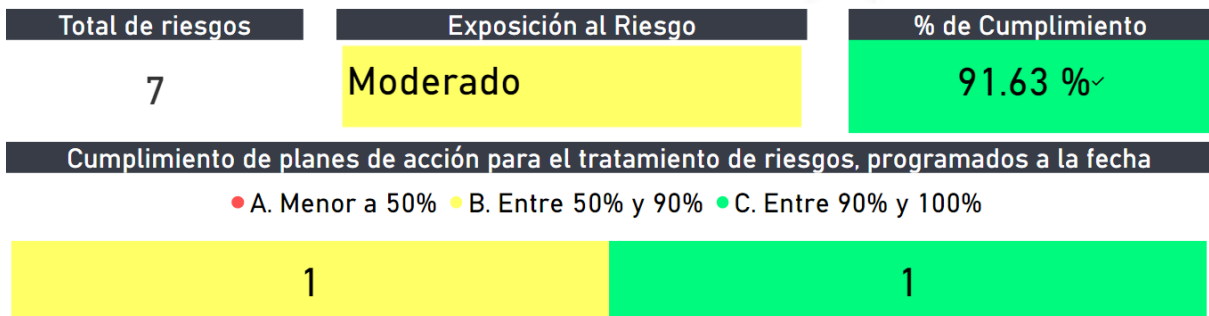 Total de riesgos Exposición al Riesgo % de Cumplimiento
7 Moderado 91.63 %
Cumplimiento de planes de acción para el tratamiento de riesgos, programados a la fecha
A. Menor a 50% B. Entre 50% y 90% C. Entre 90% y 100%
1 1